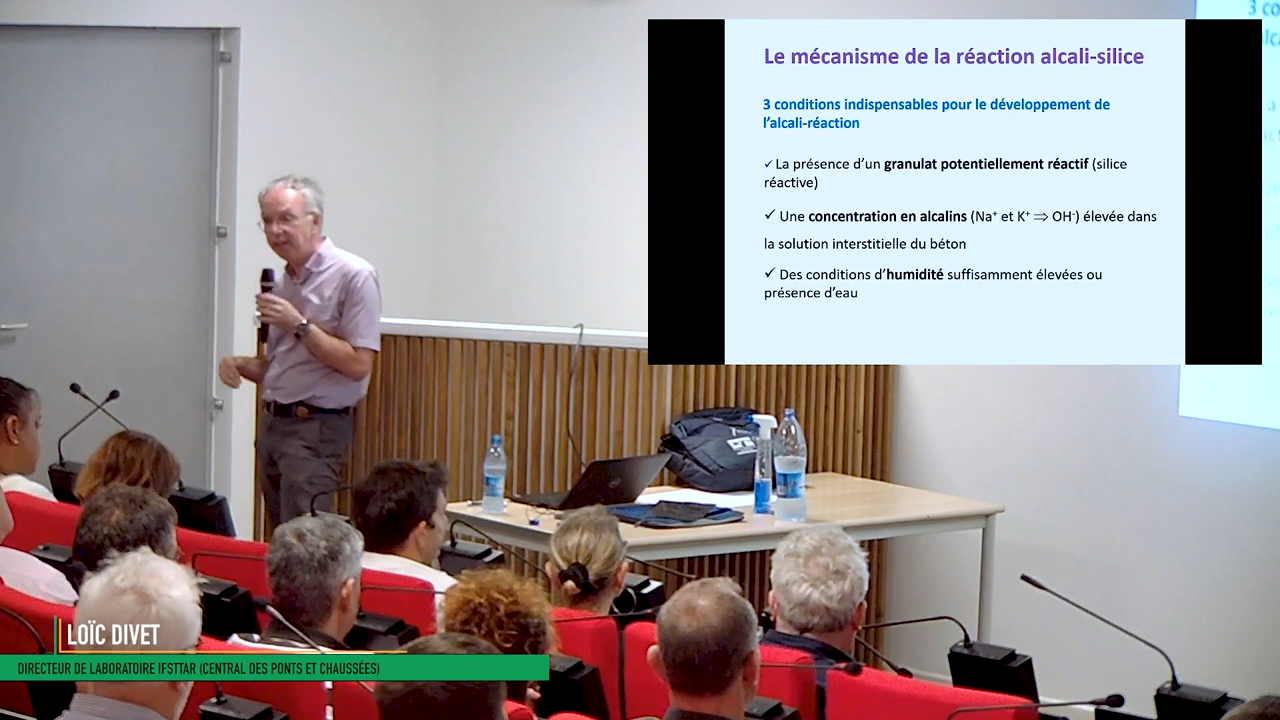 Le mécanisme de la réaction alcali-silice
3 conditions indispensables pour le développement de
l'alcali-réaction
✓ La présence d'un granulat potentiellement réactif (silice
réactive)
✓ Une concentration en alcalins (Na⁺ et K⁺ ⇒ OH⁻) élevée dans
la solution interstitielle du béton
✓ Des conditions d'humidité suffisamment élevées ou
présence d'eau
3 co
LOÏC DIVET
DIRECTEUR DE LABORATOIRE IFSTTAR (CENTRAL DES PONTS ET CHAUSSÉES)